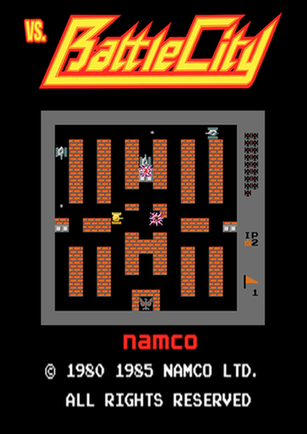 VS.
BattleCity
IP
2
1
namco
© 1980 1985 NAMCO LTD.
ALL RIGHTS RESERVED